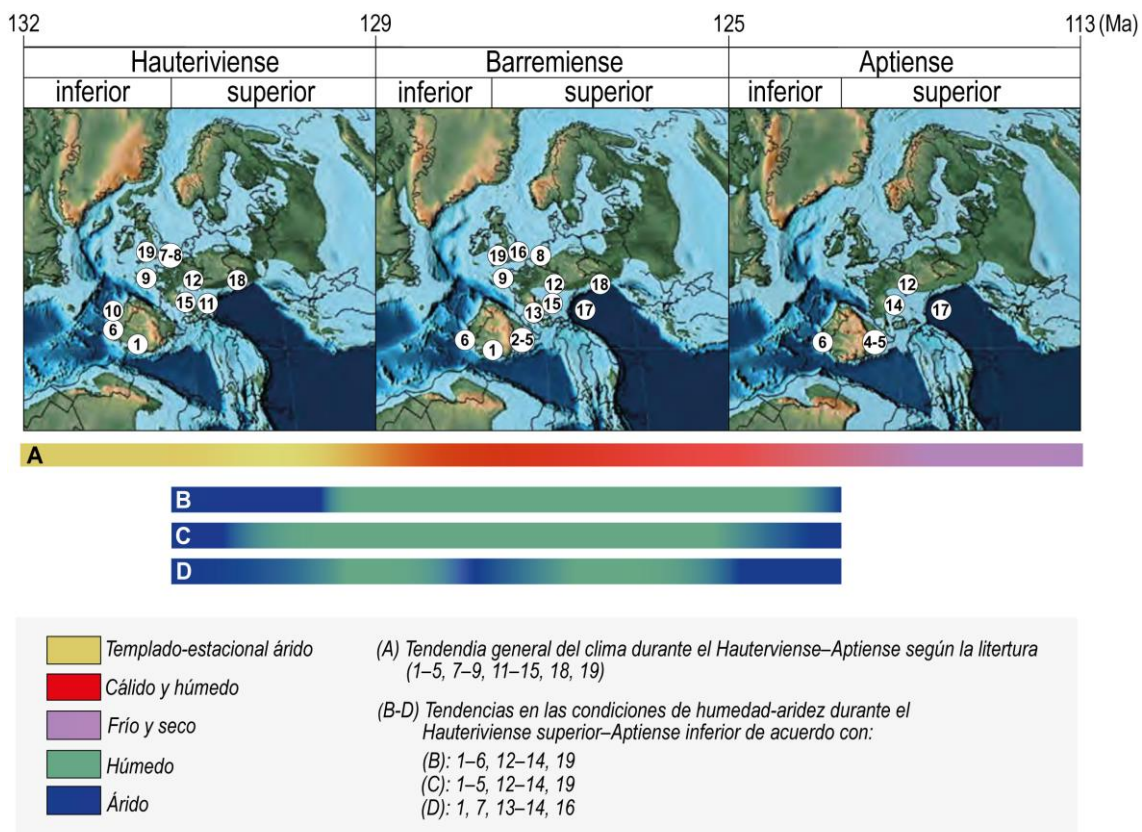 132 129 125 113 (Ma)
Hauteriviense Barremiense Aptiense
inferior superior inferior superior inferior superior
19 7-8 9 12 18 10 15 11 6 1
19 16 8 9 12 18 13 15 17 6 1 2-5
12 14 17 6 4-5
A
B
C
D
Templado-estacional árido
Cálido y húmedo
Frío y seco
Húmedo
Árido
(A) Tendendia general del clima durante el Hauterviense–Aptiense según la litertura
(1–5, 7–9, 11–15, 18, 19)
(B-D) Tendencias en las condiciones de humedad-aridez durante el
Hauteriviense superior–Aptiense inferior de acuerdo con:
(B): 1–6, 12–14, 19
(C): 1–5, 12–14, 19
(D): 1, 7, 13–14, 16